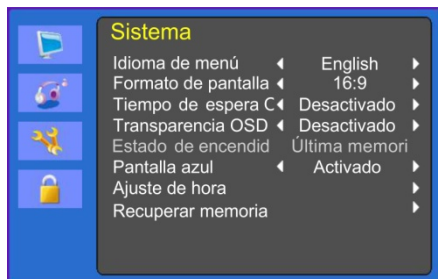 Sistema
Idioma de menú English
Formato de pantalla 16:9
Tiempo de espera C Desactivado
Transparencia OSD Desactivado
Estado de encendid Última memori
Pantalla azul Activado
Ajuste de hora
Recuperar memoria